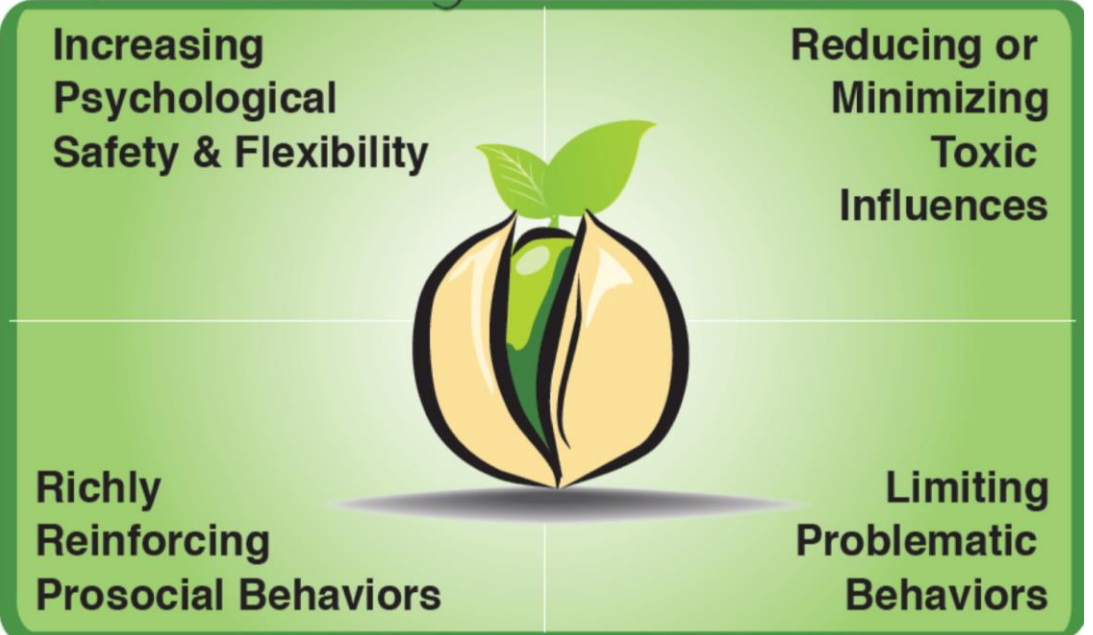 Increasing
Psychological
Safety & Flexibility
Reducing or
Minimizing
Toxic
Influences
Richly
Reinforcing
Prosocial Behaviors
Limiting
Problematic
Behaviors